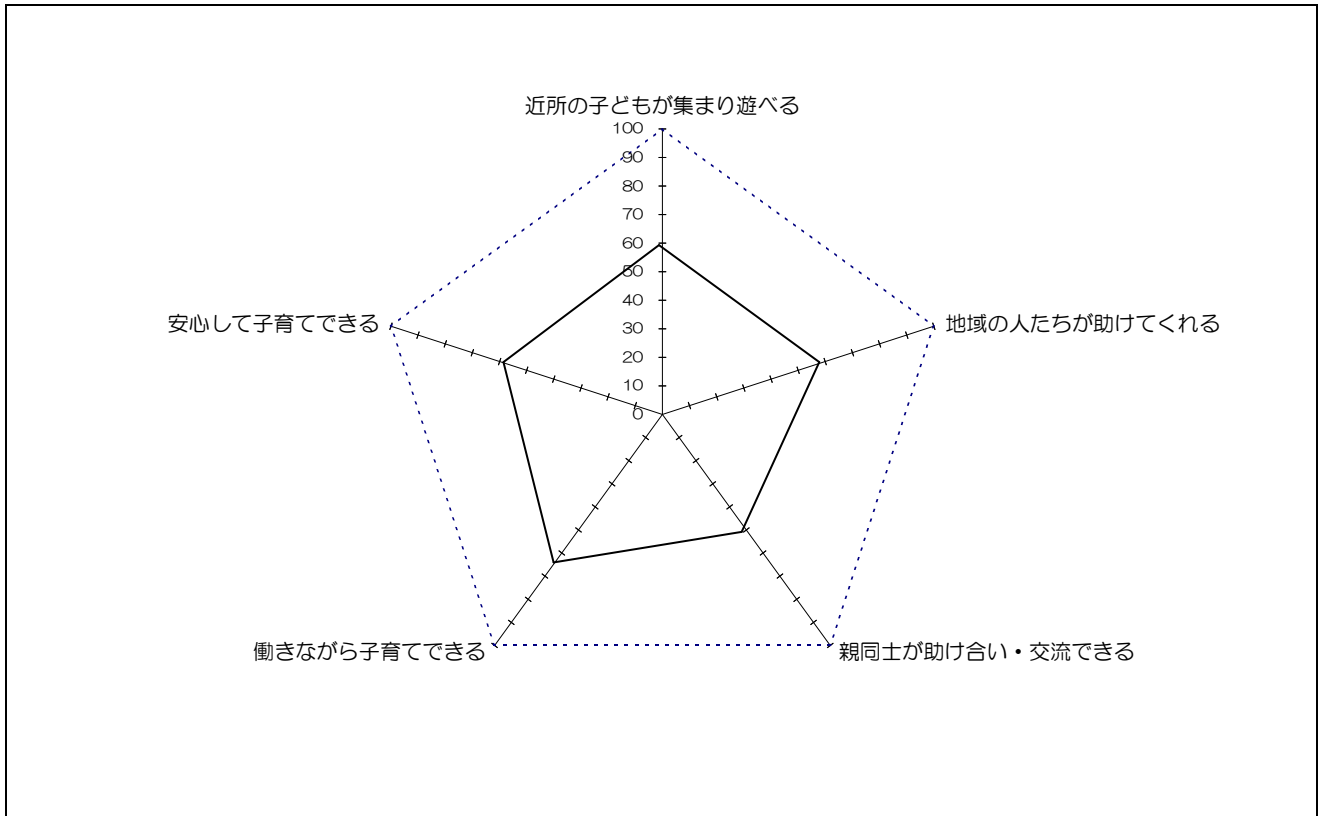 近所の子どもが集まり遊べる
100
90
80
70
60
50
40
30
20
10
0
安心して子育てできる
地域の人たちが助けてくれる
働きながら子育てできる
親同士が助け合い・交流できる